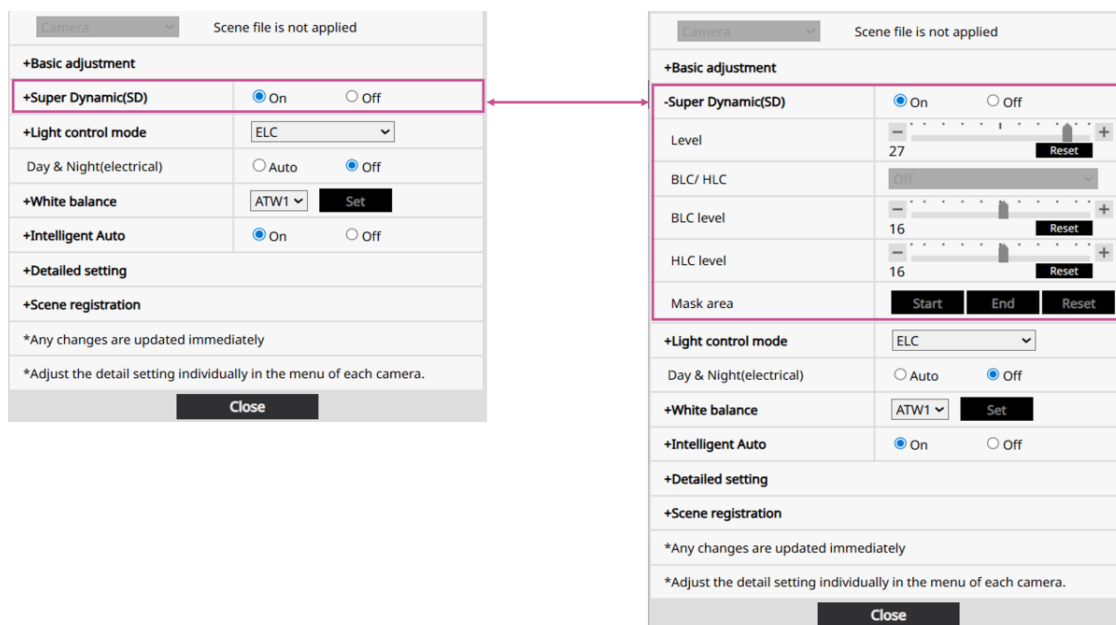 Camera Scene file is not applied
+Basic adjustment
+Super Dynamic(SD) On Off
+Light control mode ELC
Day & Night(electrical) Auto Off
+White balance ATW1 Set
+Intelligent Auto On Off
+Detailed setting
+Scene registration
*Any changes are updated immediately
*Adjust the detail setting individually in the menu of each camera.
Close
Camera Scene file is not applied
+Basic adjustment
-Super Dynamic(SD) On Off
Level - +
27 Reset
BLC/ HLC Off
BLC level - +
16 Reset
HLC level - +
16 Reset
Mask area Start End Reset
+Light control mode ELC
Day & Night(electrical) Auto Off
+White balance ATW1 Set
+Intelligent Auto On Off
+Detailed setting
+Scene registration
*Any changes are updated immediately
*Adjust the detail setting individually in the menu of each camera.
Close